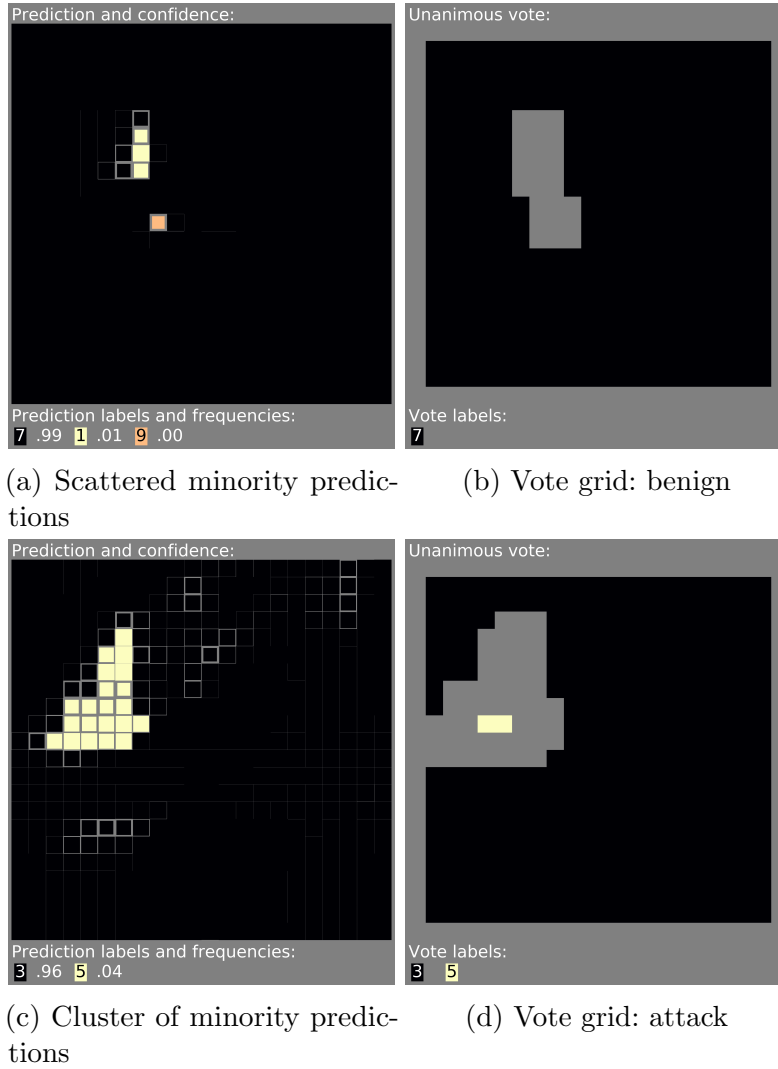 Prediction and confidence:
Unanimous vote:
Prediction labels and frequencies:
7 .99 1 .01 9 .00
Vote labels:
7
(a) Scattered minority predic-
tions
(b) Vote grid: benign
Prediction and confidence:
Unanimous vote:
Prediction labels and frequencies:
3 .96 5 .04
Vote labels:
3 5
(c) Cluster of minority predic-
tions
(d) Vote grid: attack